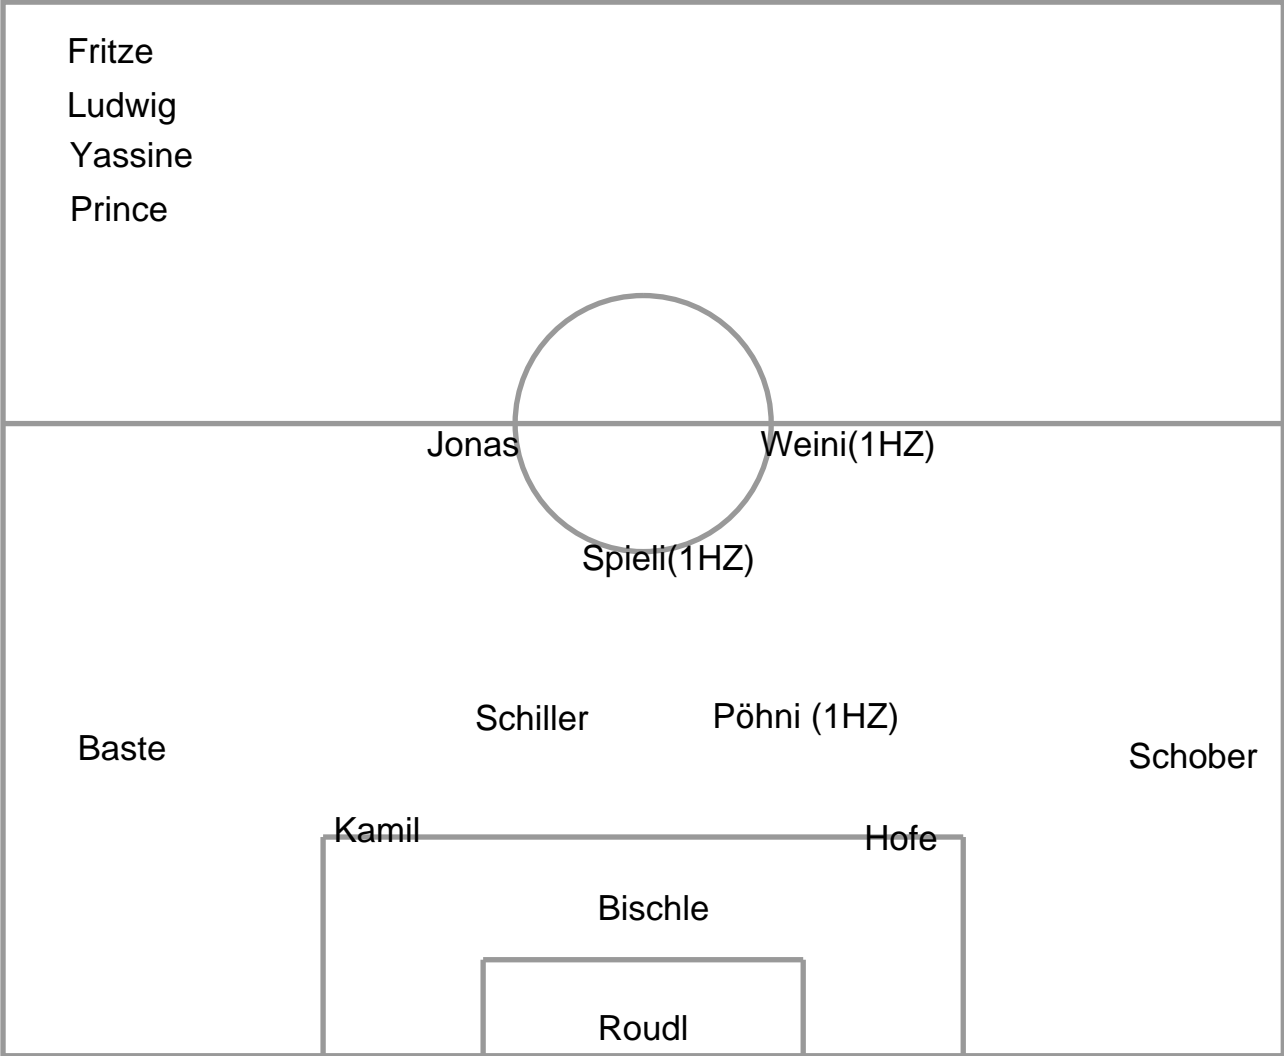 Fritze
Ludwig
Yassine
Prince
Jonas Weini(1HZ)
Spieli(1HZ)
Schiller Pöhni (1HZ)
Baste Schober
Kamil Hofe
Bischle
Roudl